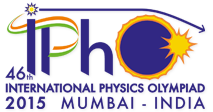 IPhO
46th
INTERNATIONAL PHYSICS OLYMPIAD
2015 MUMBAI - INDIA